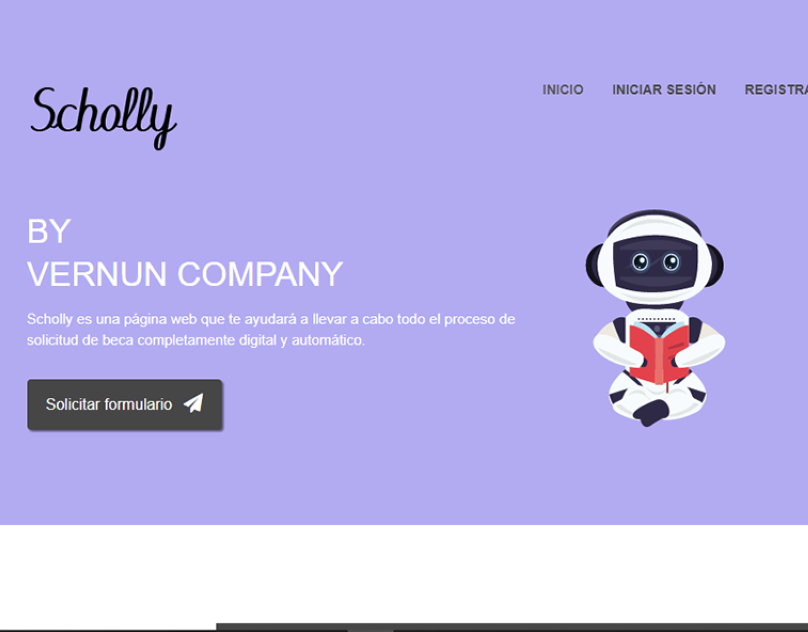 Scholly
INICIO INICIAR SESIÓN
BY
VERNUN COMPANY
Scholly es una página web que te ayudará a llevar a cabo todo el proceso de
solicitud de beca completamente digital y automático.
Solicitar formulario